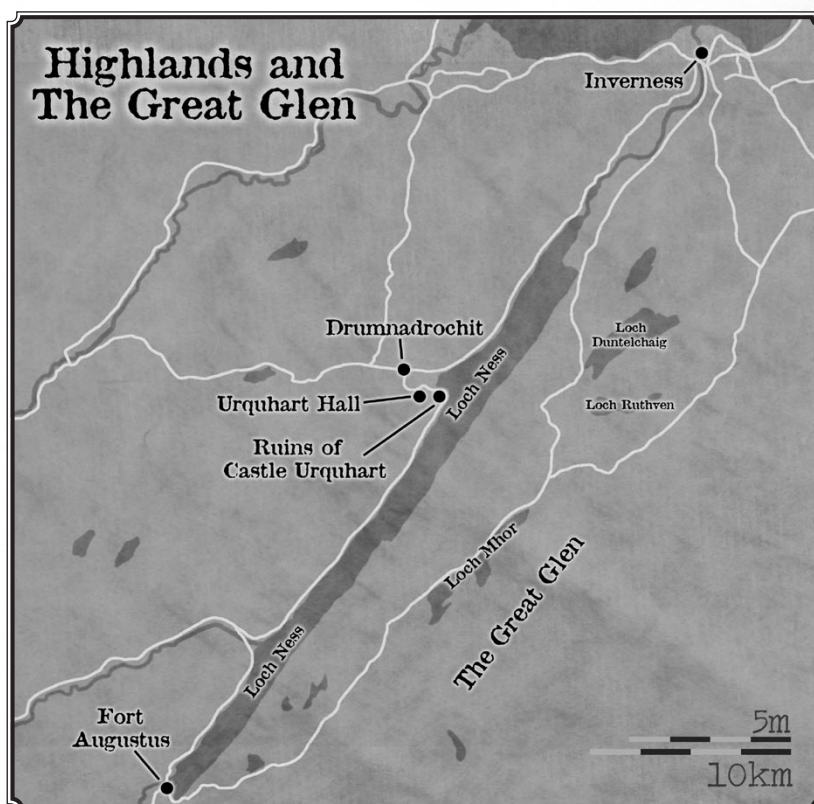 Highlands and
The Great Glen
Inverness
Drumnadrochit
Loch
Duntelchaig
Urquhart Hall
Loch Ness
Loch Ruthven
Ruins of
Castle Urquhart
Loch Mhor
The Great Glen
Loch Ness
Fort
Augustus
5m
10km